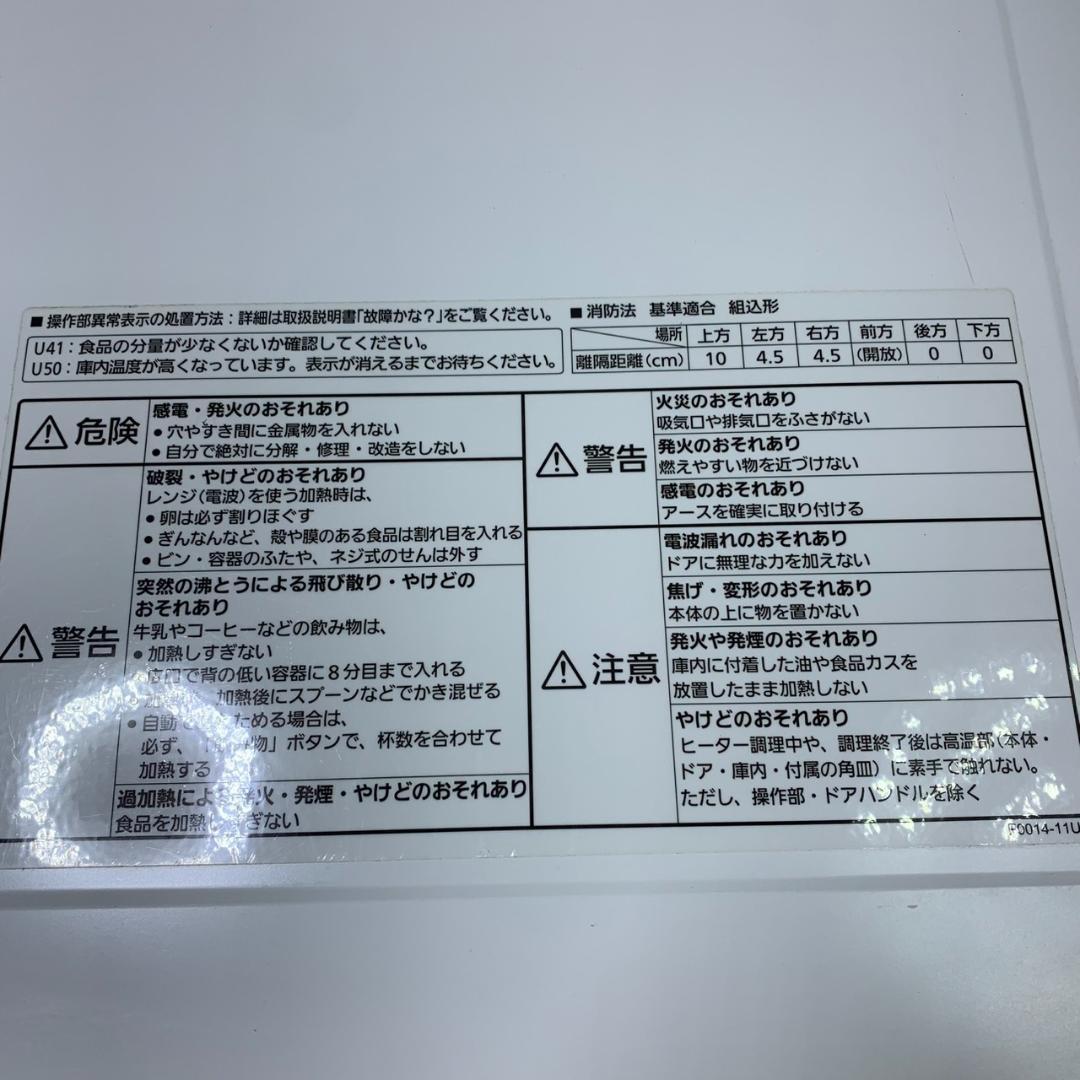 ■操作部異常表示の処置方法：詳細は取扱説明書「故障かな？」をご覧ください。
U41：食品の分量が少なくないか確認してください。
U50：庫内温度が高くなっています。表示が消えるまでお待ちください。
■消防法 基準適合 組込形
場所 上方 左方 右方 前方 後方 下方
離隔距離(cm) 10 4.5 4.5 (開放) 0 0
危険
感電・発火のおそれあり
●穴やすき間に金属物を入れない
●自分で絶対に分解・修理・改造をしない
警告
破裂・やけどのおそれあり
レンジ(電波)を使う加熱時は、
●卵は必ず割りほぐす
●ぎんなんなど、殻や膜のある食品は割れ目を入れる
●ビン・容器のふたや、ネジ式のせんは外す
突然の沸とうによる飛び散り・やけどの
おそれあり
牛乳やコーヒーなどの飲み物は、
●加熱しすぎない
広口で背の低い容器に8分目まで入れる
加熱後にスプーンなどでかき混ぜる
●自動 ためる場合は、
必ず、 ボタンで、杯数を合わせて
加熱する
過加熱によ 火・発煙・やけどのおそれあり
食品を加熱しすぎない
警告
火災のおそれあり
吸気口や排気口をふさがない
発火のおそれあり
燃えやすい物を近づけない
感電のおそれあり
アースを確実に取り付ける
注意
電波漏れのおそれあり
ドアに無理な力を加えない
焦げ・変形のおそれあり
本体の上に物を置かない
発火や発煙のおそれあり
庫内に付着した油や食品カスを
放置したまま加熱しない
やけどのおそれあり
ヒーター調理中や、調理終了後は高温部(本体・
ドア・庫内・付属の角皿)に素手で触れない。
ただし、操作部・ドアハンドルを除く
F0014-11U